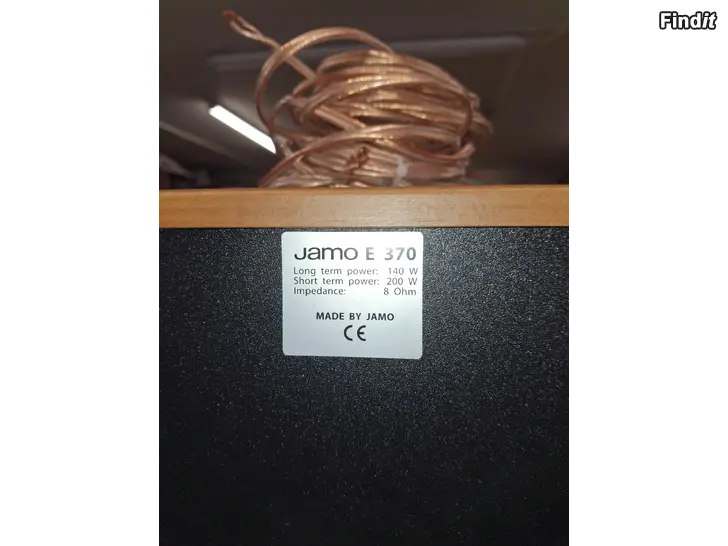 Findit
Jamo E 370
Long term power: 140 W
Short term power: 200 W
Impedance: 8 Ohm
MADE BY JAMO
CE